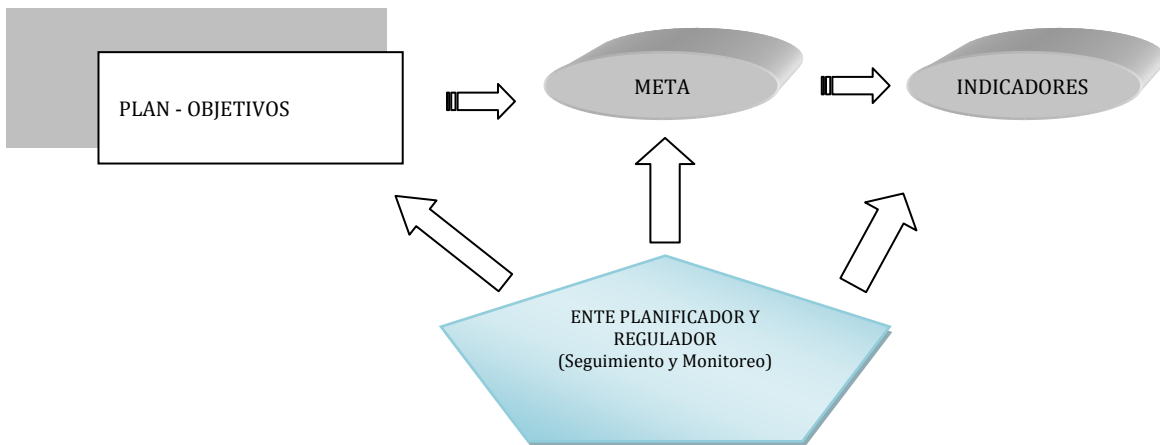 PLAN - OBJETIVOS
META
INDICADORES
ENTE PLANIFICADOR Y
REGULADOR
(Seguimiento y Monitoreo)